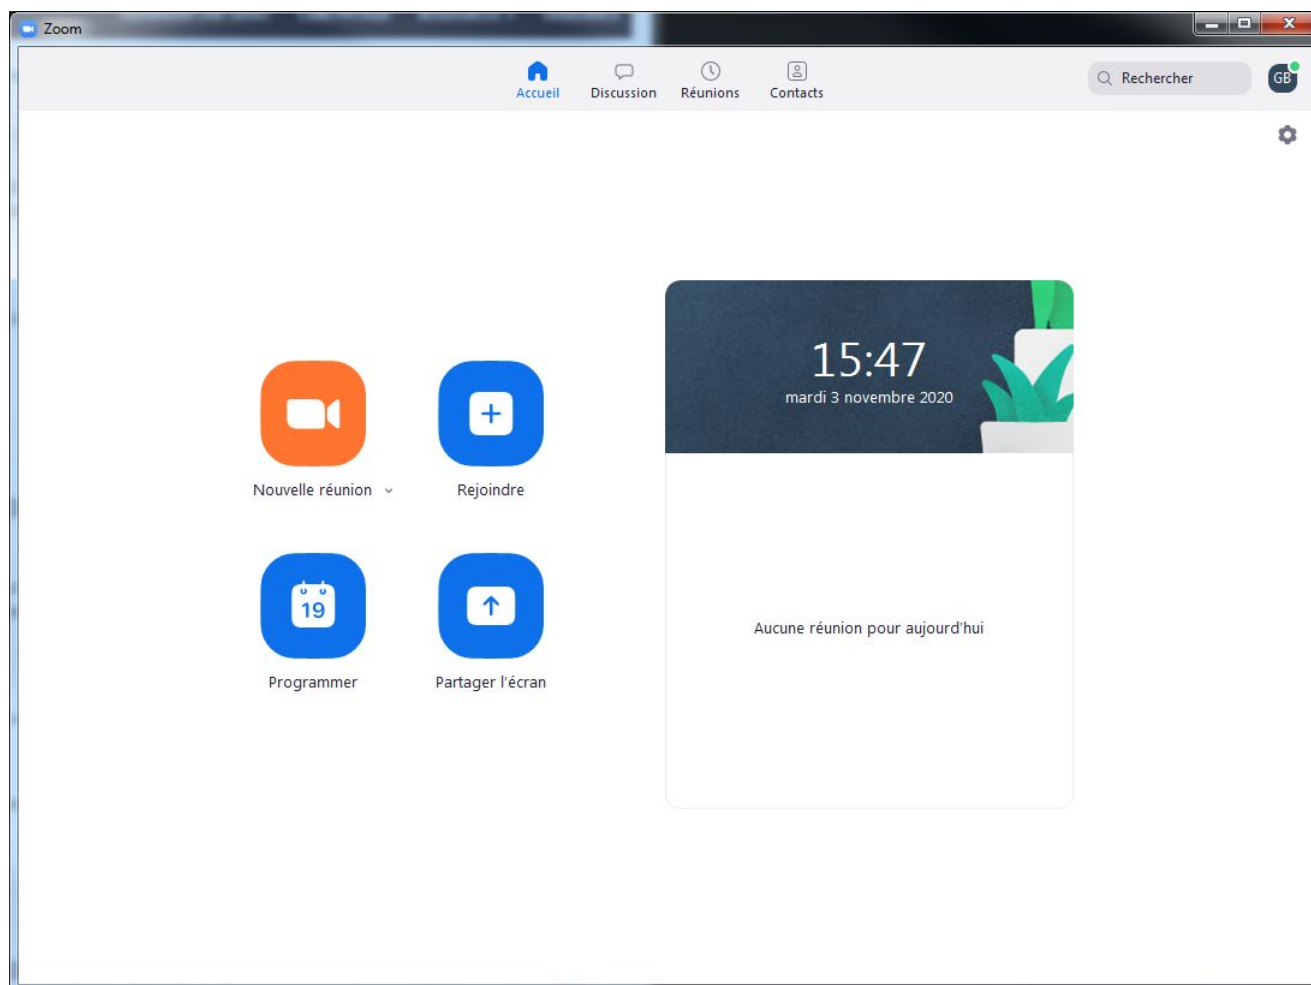 Zoom
Accueil
Discussion
Réunions
Contacts
Rechercher
GB
15:47
mardi 3 novembre 2020
Nouvelle réunion
Rejoindre
19
Programmer
Partager l'écran
Aucune réunion pour aujourd'hui